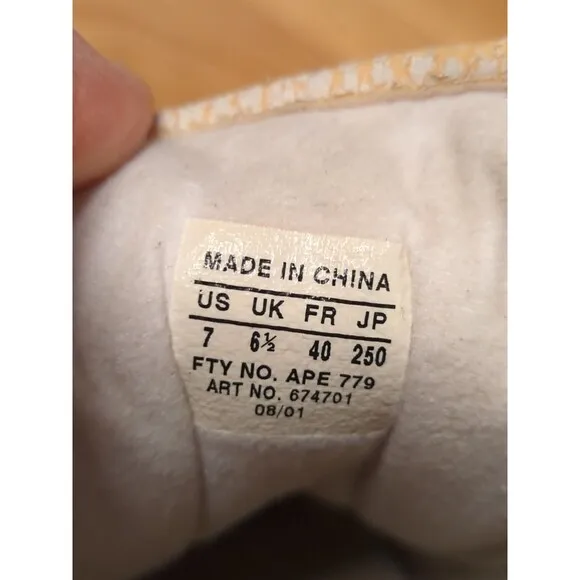 MADE IN CHINA
US UK FR JP
7 6½ 40 250
FTY NO. APE 779
ART NO. 674701
08/01